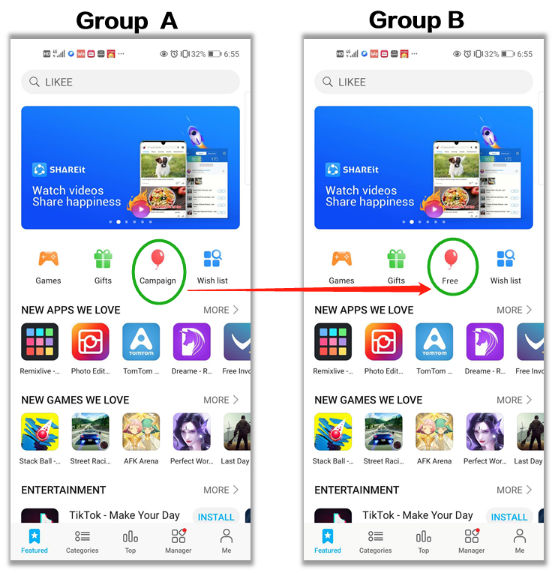 Group A
Group B
32% 6:55
32% 6:55
LIKEE
LIKEE
SHAREit
Watch videos
Share happiness
SHAREit
Watch videos
Share happiness
Games Gifts Campaign Wish list
Games Gifts Free Wish list
NEW APPS WE LOVE MORE
NEW APPS WE LOVE MORE
TOMTOM
TOMTOM
Remixlive -... Photo Edit... TomTom ... Dreame - R... Free Invo
Remixlive -... Photo Edit... TomTom ... Dreame - R... Free Invo
NEW GAMES WE LOVE MORE
NEW GAMES WE LOVE MORE
Stack Ball -... Street Raci... AFK Arena Perfect Wor... Last Day
Stack Ball -... Street Raci... AFK Arena Perfect Wor... Last Day
ENTERTAINMENT MORE
ENTERTAINMENT MORE
TikTok - Make Your Day INSTALL
TikTok - Make Your Day INSTALL
Featured Categories Top Manager Me
Featured Categories Top Manager Me